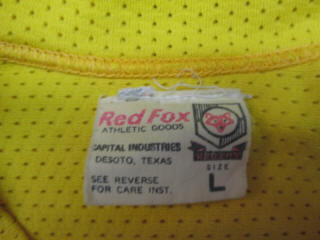 Red Fox
ATHLETIC GOODS
CAPITAL INDUSTRIES
DESOTO, TEXAS
SEE REVERSE
FOR CARE INST.
SIZE
L